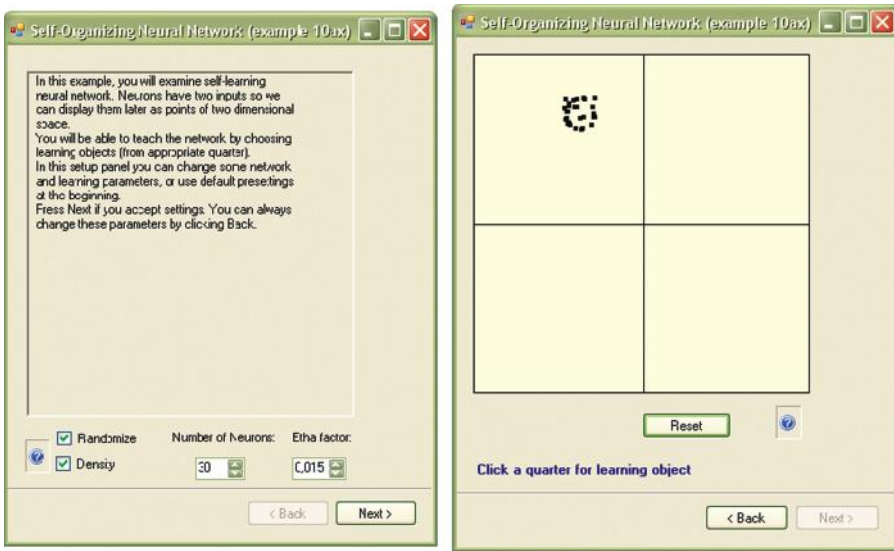 Self-Organizing Neural Network (example 10ax)
In this example, you will examine self-learning
neural network. Neurons have two inputs so we
can display them later as points of two dimensional
space.
You will be able to teach the network by choosing
learning objects (from appropriate quarter).
In this setup panel you can change some network
and learning parameters, or use default presettings
at the beginning.
Press Next if you accept settings. You can always
change these parameters by clicking Back.
Randomize
Number of Neurons:
Etha factor:
Density
30
0,015
< Back
Next >
Self-Organizing Neural Network (example 10ax)
Reset
Click a quarter for learning object
< Back
Next >